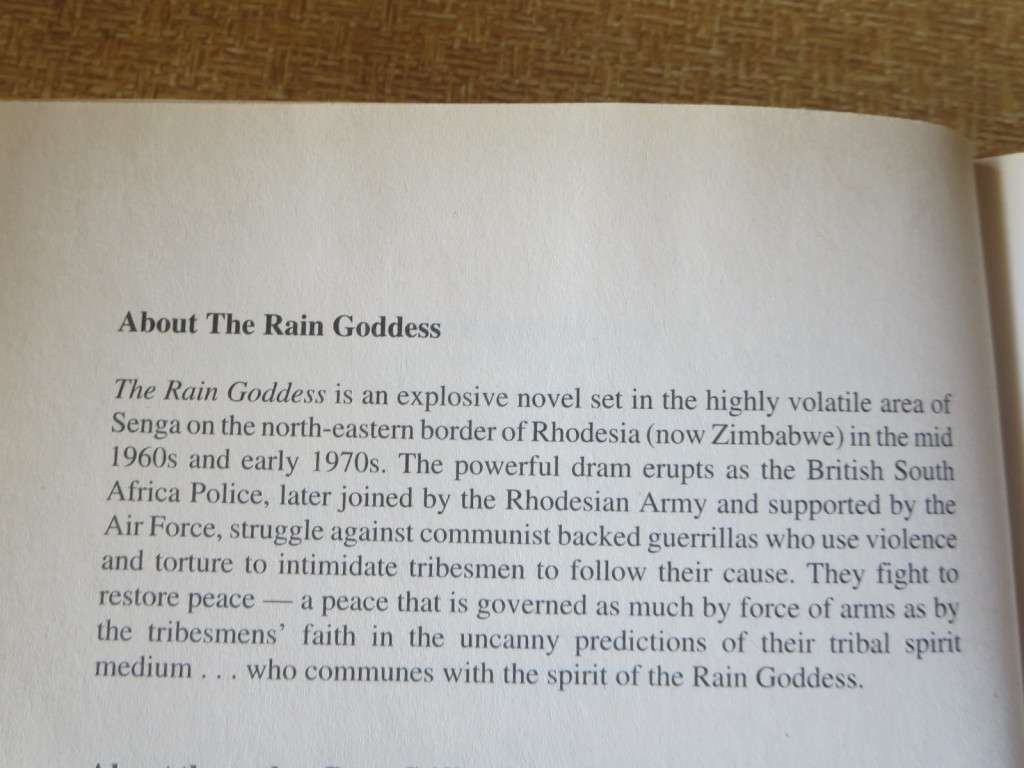 About The Rain Goddess
The Rain Goddess is an explosive novel set in the highly volatile area of
Senga on the north-eastern border of Rhodesia (now Zimbabwe) in the mid
1960s and early 1970s. The powerful dram erupts as the British South
Africa Police, later joined by the Rhodesian Army and supported by the
Air Force, struggle against communist backed guerrillas who use violence
and torture to intimidate tribesmen to follow their cause. They fight to
restore peace — a peace that is governed as much by force of arms as by
the tribesmens' faith in the uncanny predictions of their tribal spirit
medium . . . who communes with the spirit of the Rain Goddess.